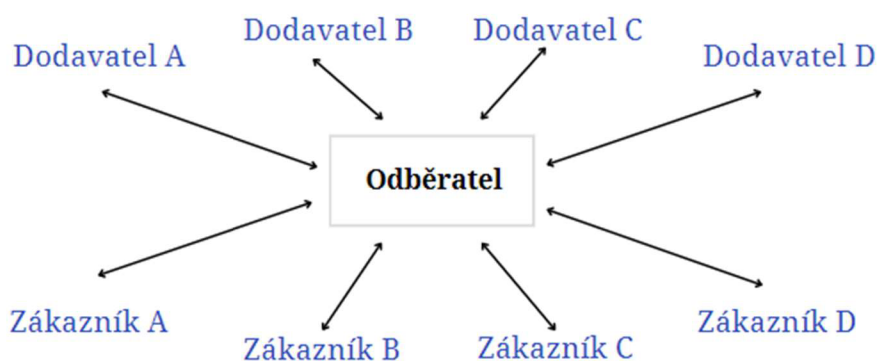 Dodavatel A
Dodavatel B
Dodavatel C
Dodavatel D
Odběratel
Zákazník A
Zákazník B
Zákazník C
Zákazník D